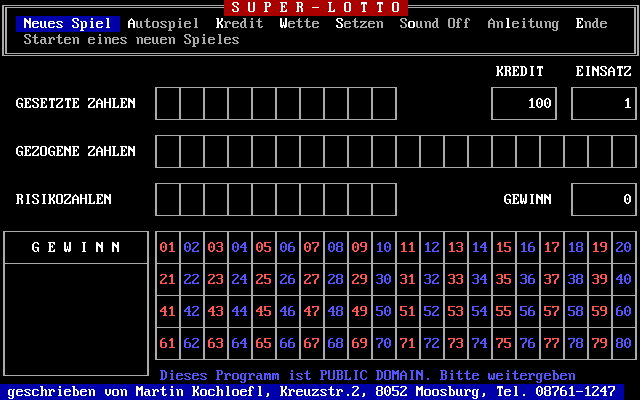 S U P E R - L O T T O
Neues Spiel Autospiel Kredit Wette Setzen Sound Off Anleitung Ende
Starten eines neuen Spieles
KREDIT EINSATZ
GESETZTE ZAHLEN 100 1
GEZOGENE ZAHLEN
RISIKOZAHLEN GEWINN 0
G E W I N N 01 02 03 04 05 06 07 08 09 10 11 12 13 14 15 16 17 18 19 20
21 22 23 24 25 26 27 28 29 30 31 32 33 34 35 36 37 38 39 40
41 42 43 44 45 46 47 48 49 50 51 52 53 54 55 56 57 58 59 60
61 62 63 64 65 66 67 68 69 70 71 72 73 74 75 76 77 78 79 80
Dieses Programm ist PUBLIC DOMAIN. Bitte weitergeben
geschrieben von Martin Kochloefl, Kreuzstr.2, 8052 Moosburg, Tel. 08761-1247